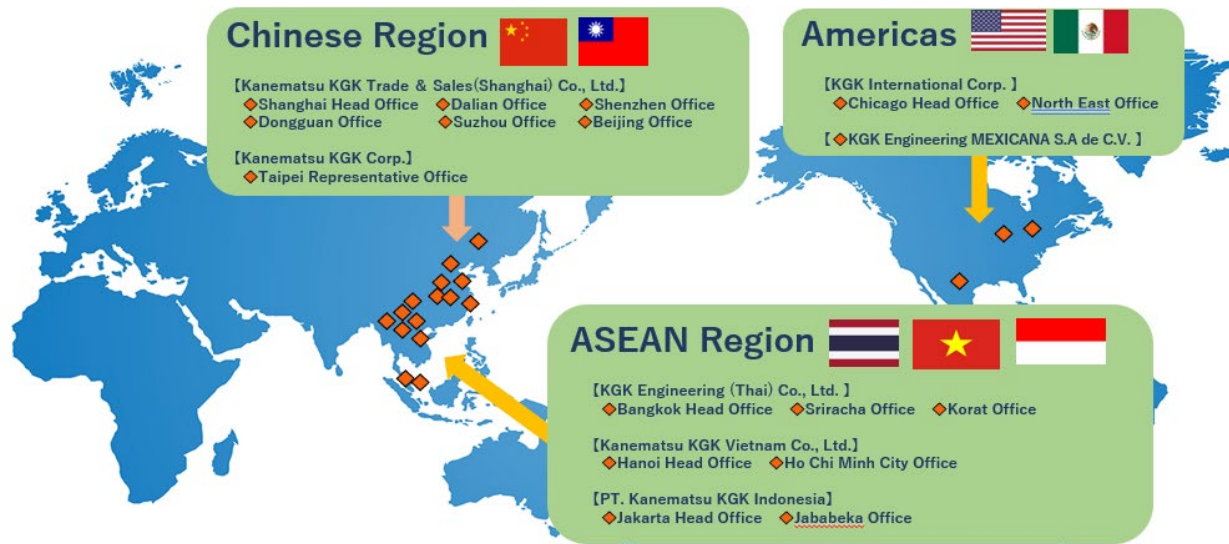 Chinese Region
【Kanematsu KGK Trade & Sales(Shanghai) Co., Ltd.】
◆Shanghai Head Office ◆Dalian Office ◆Shenzhen Office
◆Dongguan Office ◆Suzhou Office ◆Beijing Office
【Kanematsu KGK Corp.】
◆Taipei Representative Office
Americas
【KGK International Corp. 】
◆Chicago Head Office ◆North East Office
【◆KGK Engineering MEXICANA S.A de C.V. 】
ASEAN Region
【KGK Engineering (Thai) Co., Ltd. 】
◆Bangkok Head Office ◆Sriracha Office ◆Korat Office
【Kanematsu KGK Vietnam Co., Ltd.】
◆Hanoi Head Office ◆Ho Chi Minh City Office
【PT. Kanematsu KGK Indonesia】
◆Jakarta Head Office ◆Jababeka Office